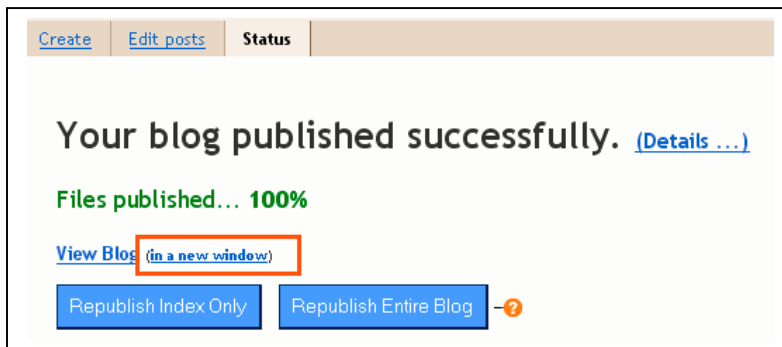 Create Edit posts Status
Your blog published successfully. (Details ...)
Files published... 100%
View Blog (in a new window)
Republish Index Only Republish Entire Blog –?